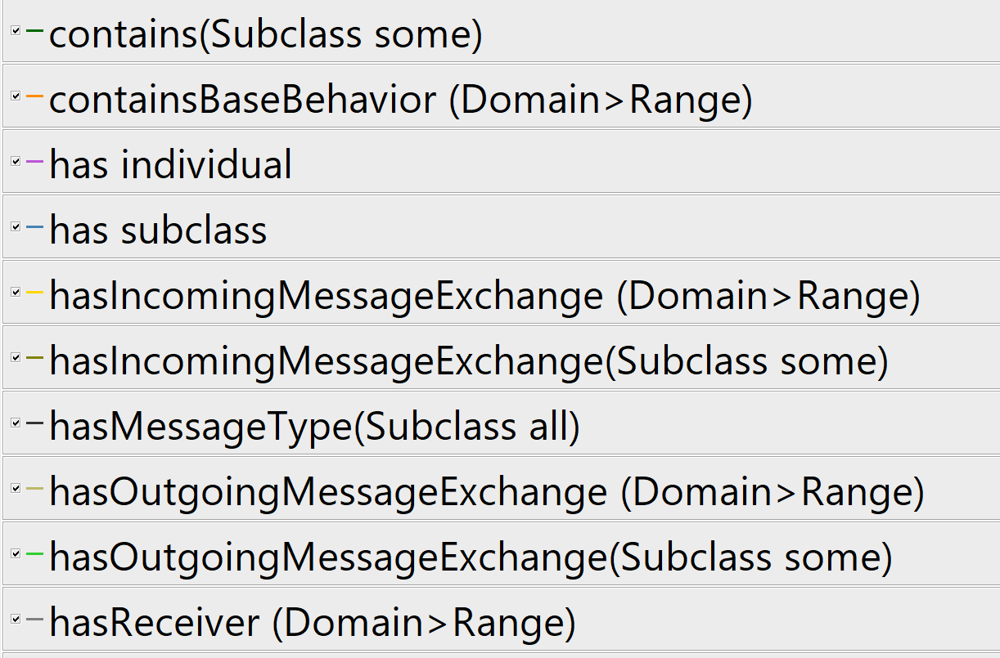 contains(Subclass some)
containsBaseBehavior (Domain>Range)
has individual
has subclass
hasIncomingMessageExchange (Domain>Range)
hasIncomingMessageExchange(Subclass some)
hasMessageType(Subclass all)
hasOutgoingMessageExchange (Domain>Range)
hasOutgoingMessageExchange(Subclass some)
hasReceiver (Domain>Range)